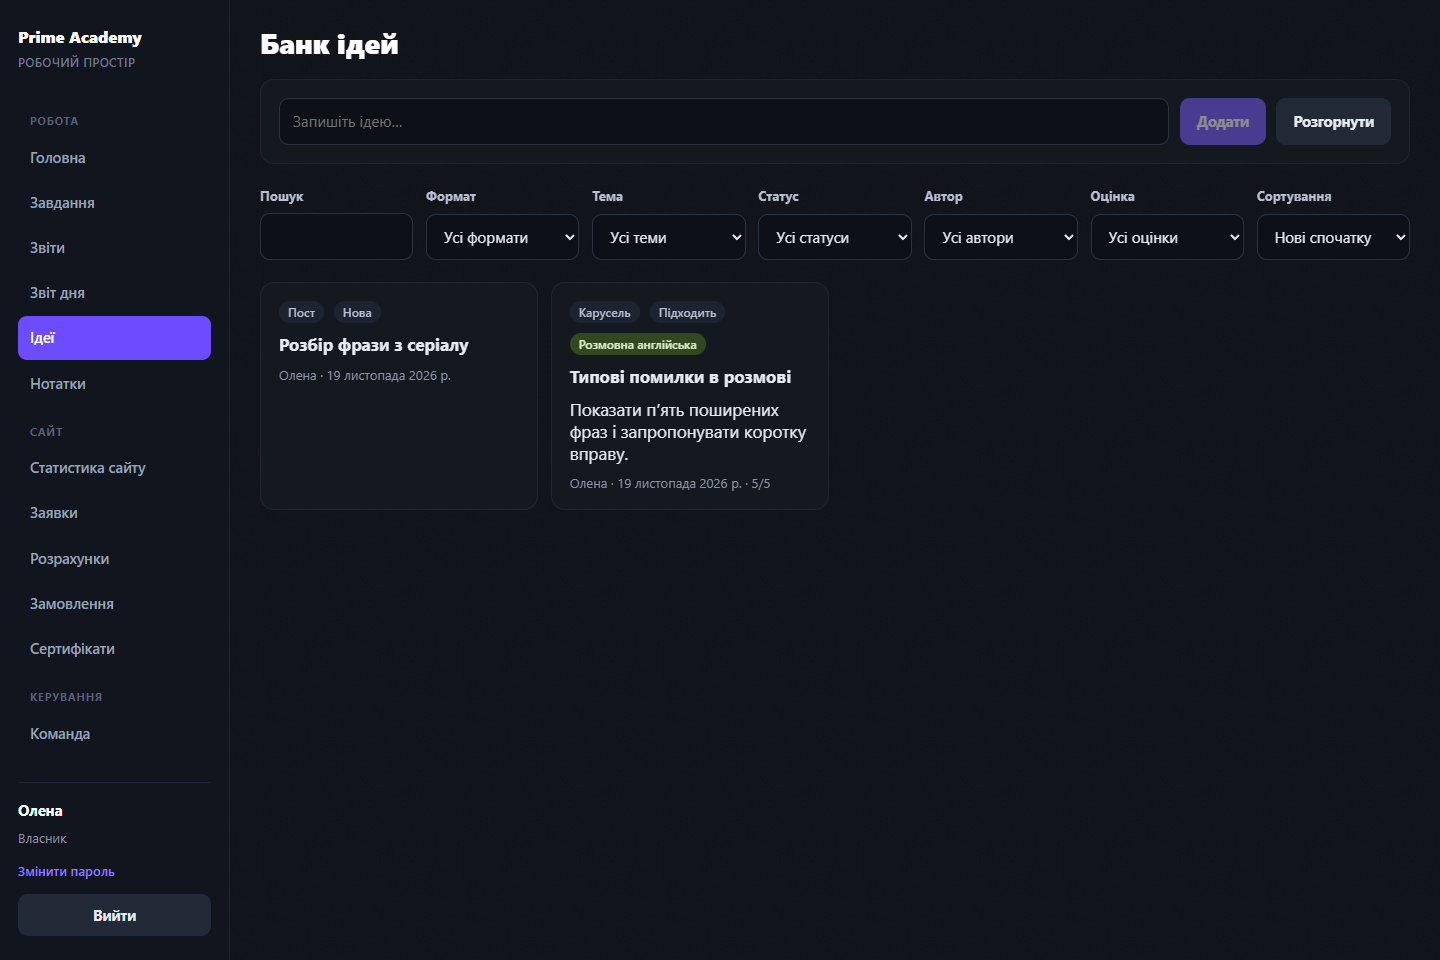 Prime Academy
РОБОЧИЙ ПРОСТІР
РОБОТА
Головна
Завдання
Звіти
Звіт дня
Ідеї
Нотатки
САЙТ
Статистика сайту
Заявки
Розрахунки
Замовлення
Сертифікати
КЕРУВАННЯ
Команда
Олена
Власник
Змінити пароль
Вийти
Банк ідей
Запишіть ідею...
Додати
Розгорнути
Пошук
Формат
Тема
Статус
Автор
Оцінка
Сортування
Усі формати
Усі теми
Усі статуси
Усі автори
Усі оцінки
Нові спочатку
Пост
Нова
Розбір фрази з серіалу
Олена · 19 листопада 2026 р.
Карусель
Підходить
Розмовна англійська
Типові помилки в розмові
Показати п’ять поширених
фраз і запропонувати коротку
вправу.
Олена · 19 листопада 2026 р. · 5/5